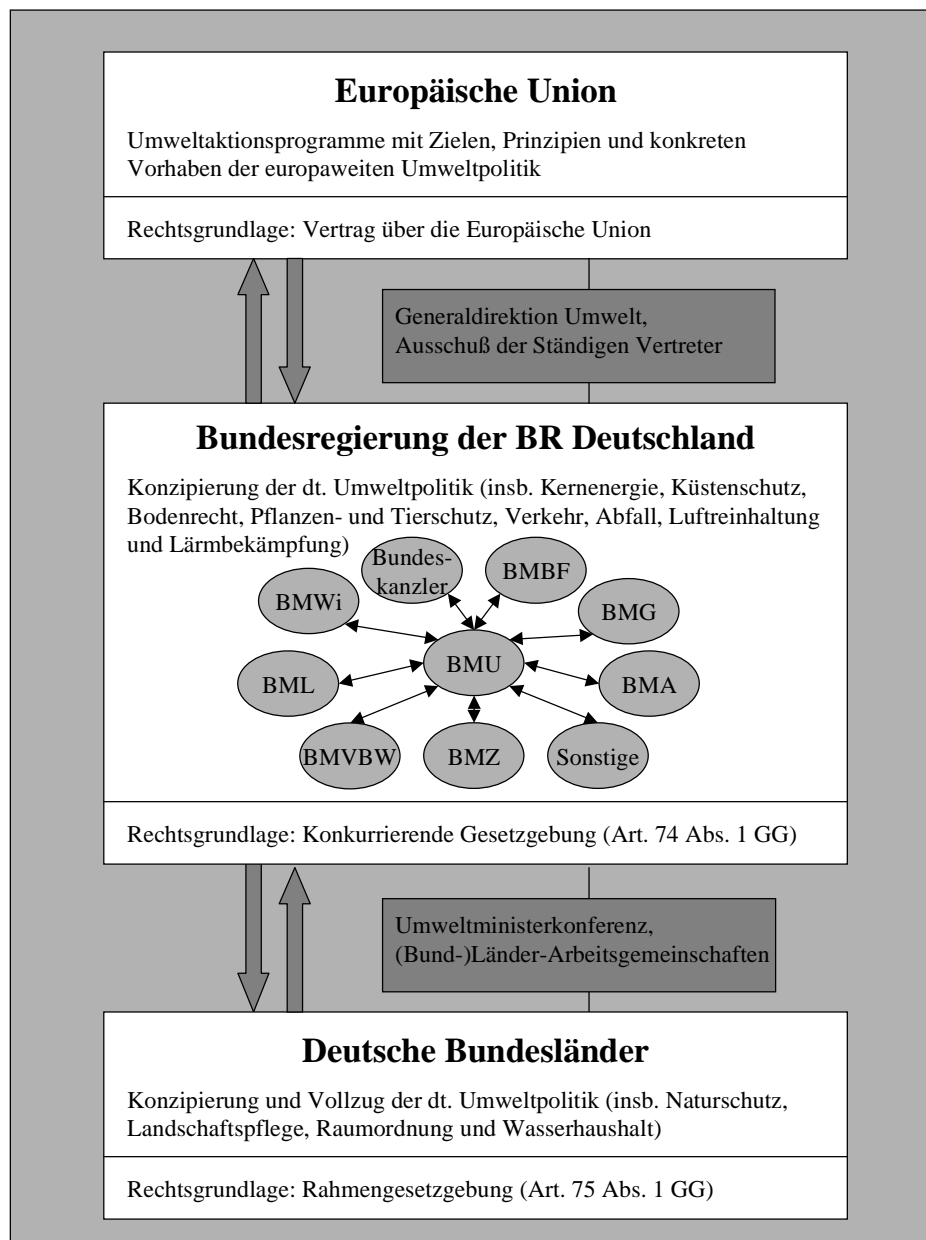 Europäische Union
Umweltaktionsprogramme mit Zielen, Prinzipien und konkreten
Vorhaben der europaweiten Umweltpolitik
Rechtsgrundlage: Vertrag über die Europäische Union
Generaldirektion Umwelt,
Ausschuß der Ständigen Vertreter
Bundesregierung der BR Deutschland
Konzipierung der dt. Umweltpolitik (insb. Kernenergie, Küstenschutz,
Bodenrecht, Pflanzen- und Tierschutz, Verkehr, Abfall, Luftreinhaltung
und Lärmbekämpfung)
Bundes-
kanzler
BMBF
BMWi
BMG
BMU
BML
BMA
BMVBW
BMZ
Sonstige
Rechtsgrundlage: Konkurrierende Gesetzgebung (Art. 74 Abs. 1 GG)
Umweltministerkonferenz,
(Bund-)Länder-Arbeitsgemeinschaften
Deutsche Bundesländer
Konzipierung und Vollzug der dt. Umweltpolitik (insb. Naturschutz,
Landschaftspflege, Raumordnung und Wasserhaushalt)
Rechtsgrundlage: Rahmengesetzgebung (Art. 75 Abs. 1 GG)